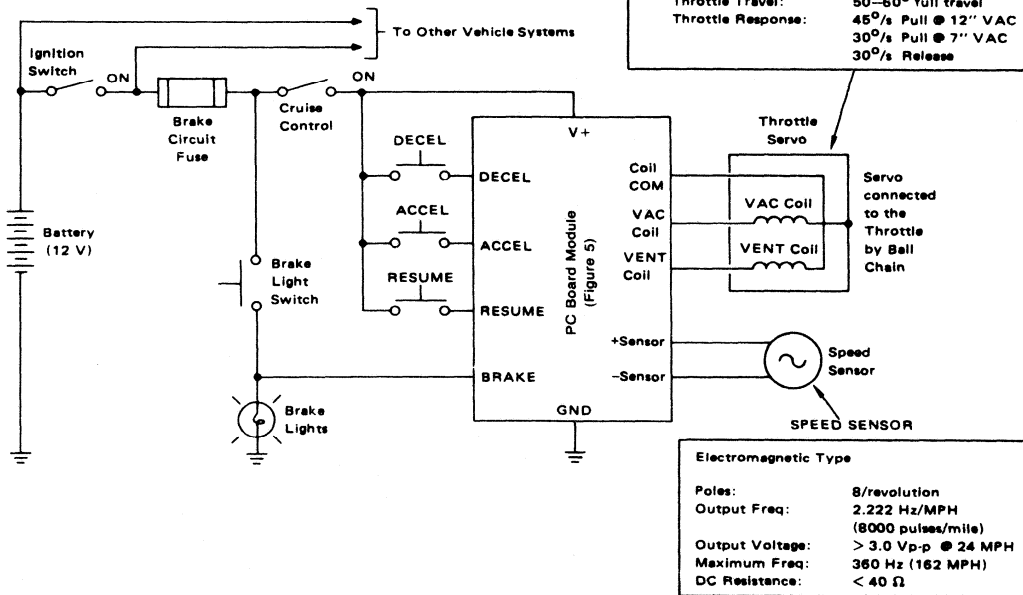 Throttle Travel: 50–60° full travel
Throttle Response: 45°/s Pull @ 12" VAC
30°/s Pull @ 7" VAC
30°/s Release
To Other Vehicle Systems
Ignition
Switch
ON
Brake
Circuit
Fuse
Cruise
Control
ON
Battery
(12 V)
Brake
Light
Switch
Brake
Lights
DECEL
ACCEL
RESUME
V+
DECEL
ACCEL
RESUME
BRAKE
GND
PC Board Module
(Figure 5)
Coil
COM
VAC
Coil
VENT
Coil
+Sensor
–Sensor
Throttle
Servo
VAC Coil
VENT Coil
Servo
connected
to the
Throttle
by Ball
Chain
Speed
Sensor
SPEED SENSOR
Electromagnetic Type
Poles: 8/revolution
Output Freq: 2.222 Hz/MPH
(8000 pulses/mile)
Output Voltage: > 3.0 Vp-p @ 24 MPH
Maximum Freq: 360 Hz (162 MPH)
DC Resistance: < 40 Ω